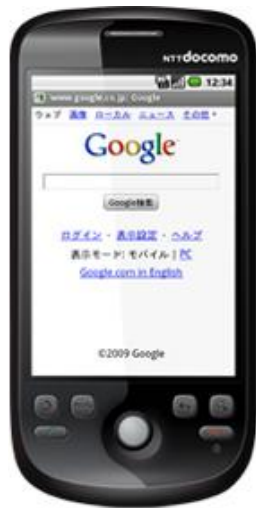 NTTdocomo
12:34
www.google.co.jp: Google
ウェブ 画像 ローカル ニュース その他
Google
Google検索
ログイン - 表示設定 - ヘルプ
表示モード: モバイル | PC
Google.com in English
©2009 Google